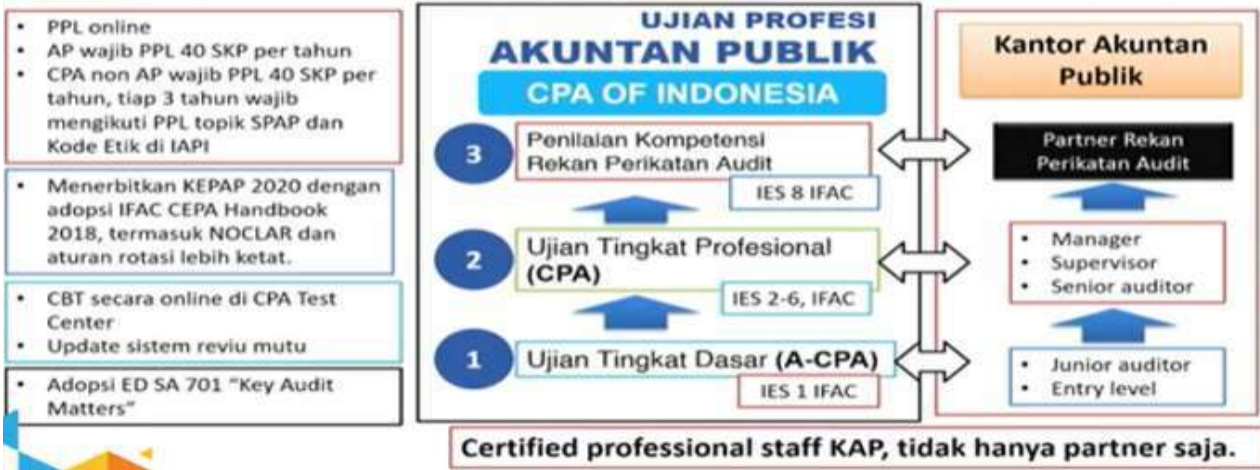 • PPL online
• AP wajib PPL 40 SKP per tahun
• CPA non AP wajib PPL 40 SKP per
tahun, tiap 3 tahun wajib
mengikuti PPL topik SPAP dan
Kode Etik di IAPI
• Menerbitkan KEPAP 2020 dengan
adopsi IFAC CEPA Handbook
2018, termasuk NOCLAR dan
aturan rotasi lebih ketat.
• CBT secara online di CPA Test
Center
• Update sistem reviu mutu
• Adopsi ED SA 701 "Key Audit
Matters"
UJIAN PROFESI
AKUNTAN PUBLIK
CPA OF INDONESIA
3
Penilaian Kompetensi
Rekan Perikatan Audit
IES 8 IFAC
2
Ujian Tingkat Profesional
(CPA)
IES 2-6, IFAC
1
Ujian Tingkat Dasar (A-CPA)
IES 1 IFAC
Kantor Akuntan
Publik
Partner Rekan
Perikatan Audit
• Manager
• Supervisor
• Senior auditor
• Junior auditor
• Entry level
Certified professional staff KAP, tidak hanya partner saja.